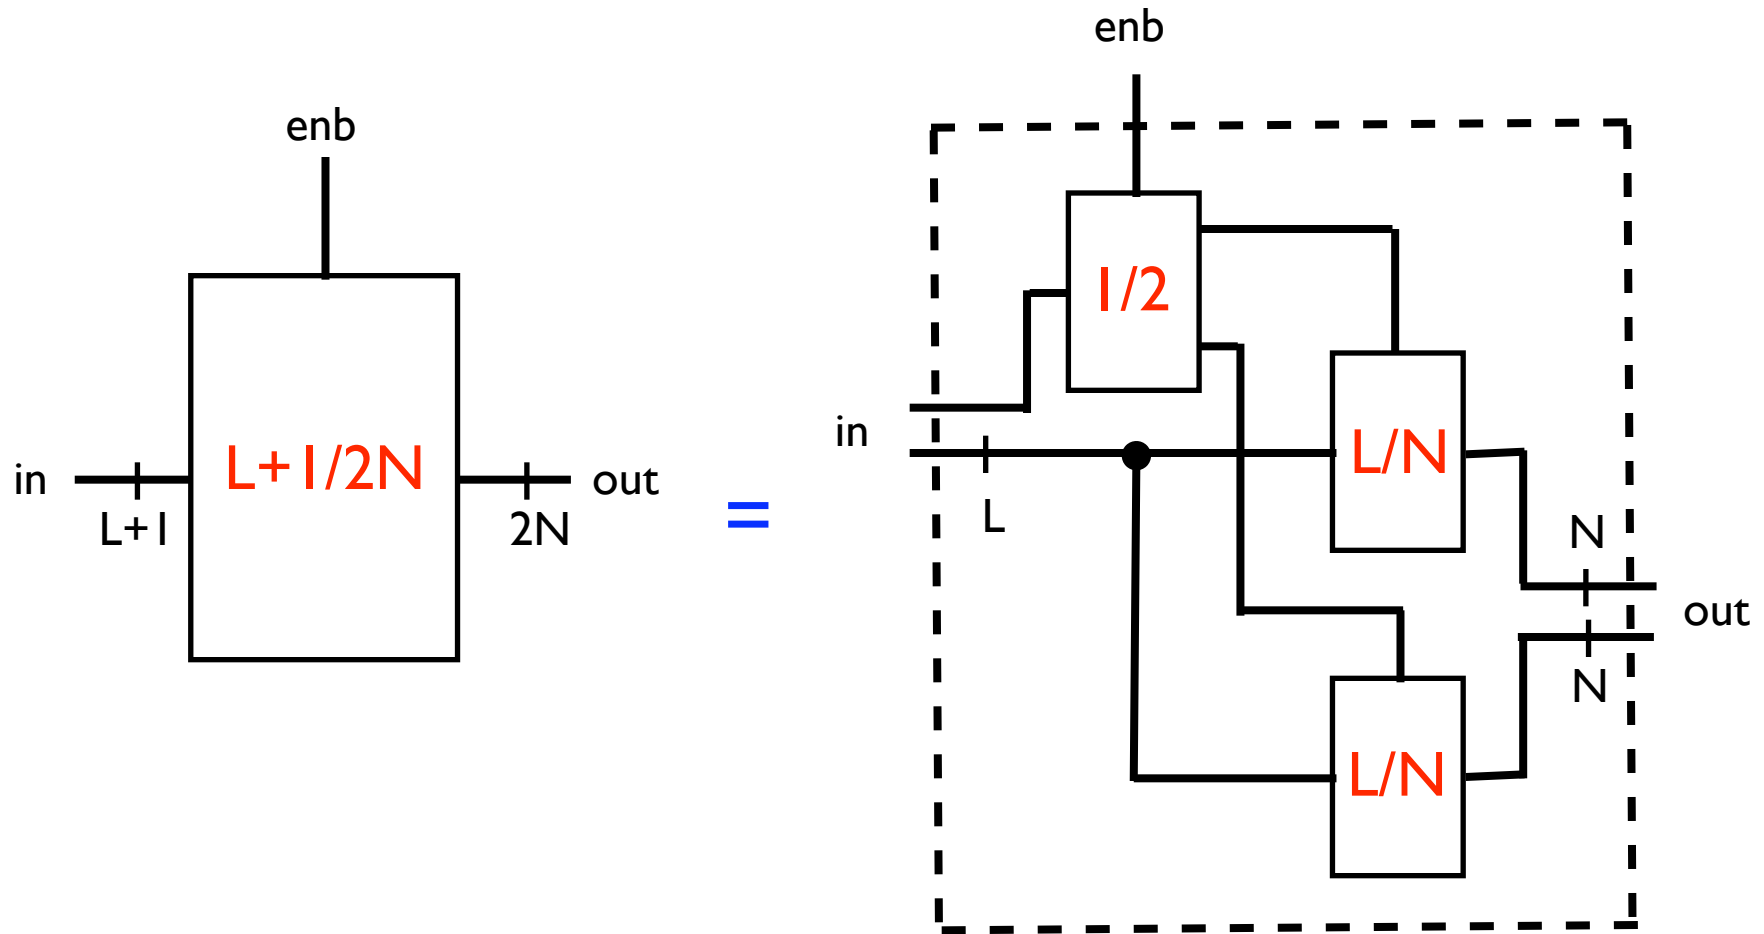 enb
in
L+1/2N
L+1
2N
out
=
enb
1/2
in
L
L/N
N
out
N
L/N